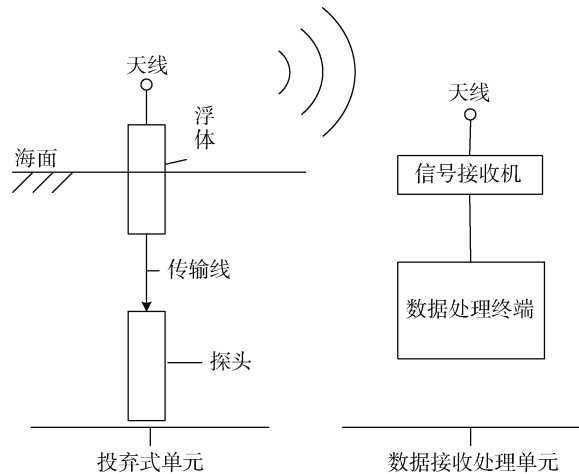 天线
浮
体
海面
传输线
探头
投弃式单元
天线
信号接收机
数据处理终端
数据接收处理单元